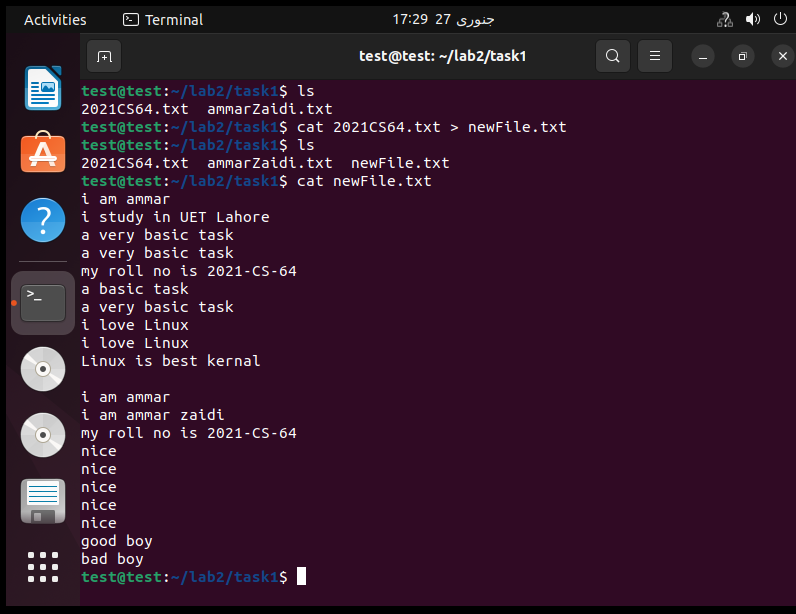 Activities Terminal 17:29 27 جنوری
test@test: ~/lab2/task1
test@test:~/lab2/task1$ ls
2021CS64.txt  ammarZaidi.txt
test@test:~/lab2/task1$ cat 2021CS64.txt > newFile.txt
test@test:~/lab2/task1$ ls
2021CS64.txt  ammarZaidi.txt  newFile.txt
test@test:~/lab2/task1$ cat newFile.txt
i am ammar
i study in UET Lahore
a very basic task
a very basic task
my roll no is 2021-CS-64
a basic task
a very basic task
i love Linux
i love Linux
Linux is best kernal

i am ammar
i am ammar zaidi
my roll no is 2021-CS-64
nice
nice
nice
nice
nice
good boy
bad boy
test@test:~/lab2/task1$